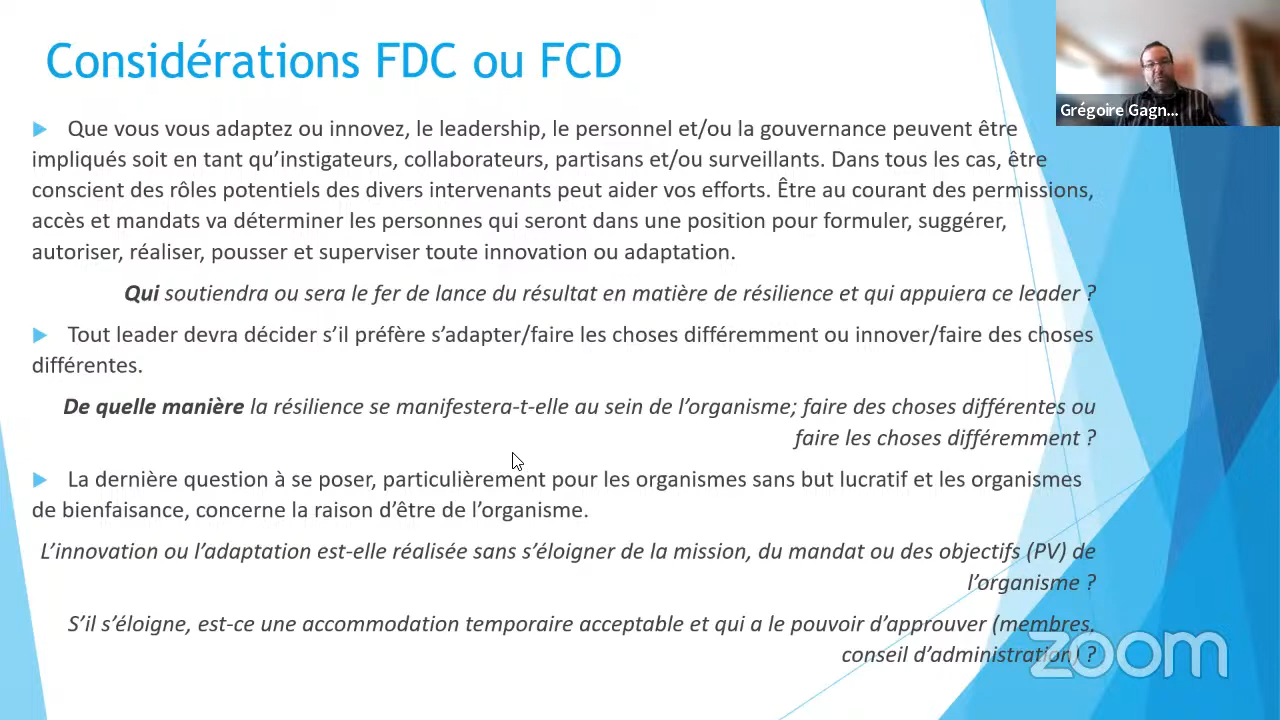 Considérations FDC ou FCD
Grégoire Gagn...
Que vous vous adaptez ou innovez, le leadership, le personnel et/ou la gouvernance peuvent être
impliqués soit en tant qu’instigateurs, collaborateurs, partisans et/ou surveillants. Dans tous les cas, être
conscient des rôles potentiels des divers intervenants peut aider vos efforts. Être au courant des permissions,
accès et mandats va déterminer les personnes qui seront dans une position pour formuler, suggérer,
autoriser, réaliser, pousser et superviser toute innovation ou adaptation.
Qui soutiendra ou sera le fer de lance du résultat en matière de résilience et qui appuiera ce leader ?
Tout leader devra décider s’il préfère s’adapter/faire les choses différemment ou innover/faire des choses
différentes.
De quelle manière la résilience se manifestera-t-elle au sein de l’organisme; faire des choses différentes ou
faire les choses différemment ?
La dernière question à se poser, particulièrement pour les organismes sans but lucratif et les organismes
de bienfaisance, concerne la raison d’être de l’organisme.
L’innovation ou l’adaptation est-elle réalisée sans s’éloigner de la mission, du mandat ou des objectifs (PV) de
l’organisme ?
S’il s’éloigne, est-ce une accommodation temporaire acceptable et qui a le pouvoir d’approuver (membres,
conseil d’administration) ?
zoom